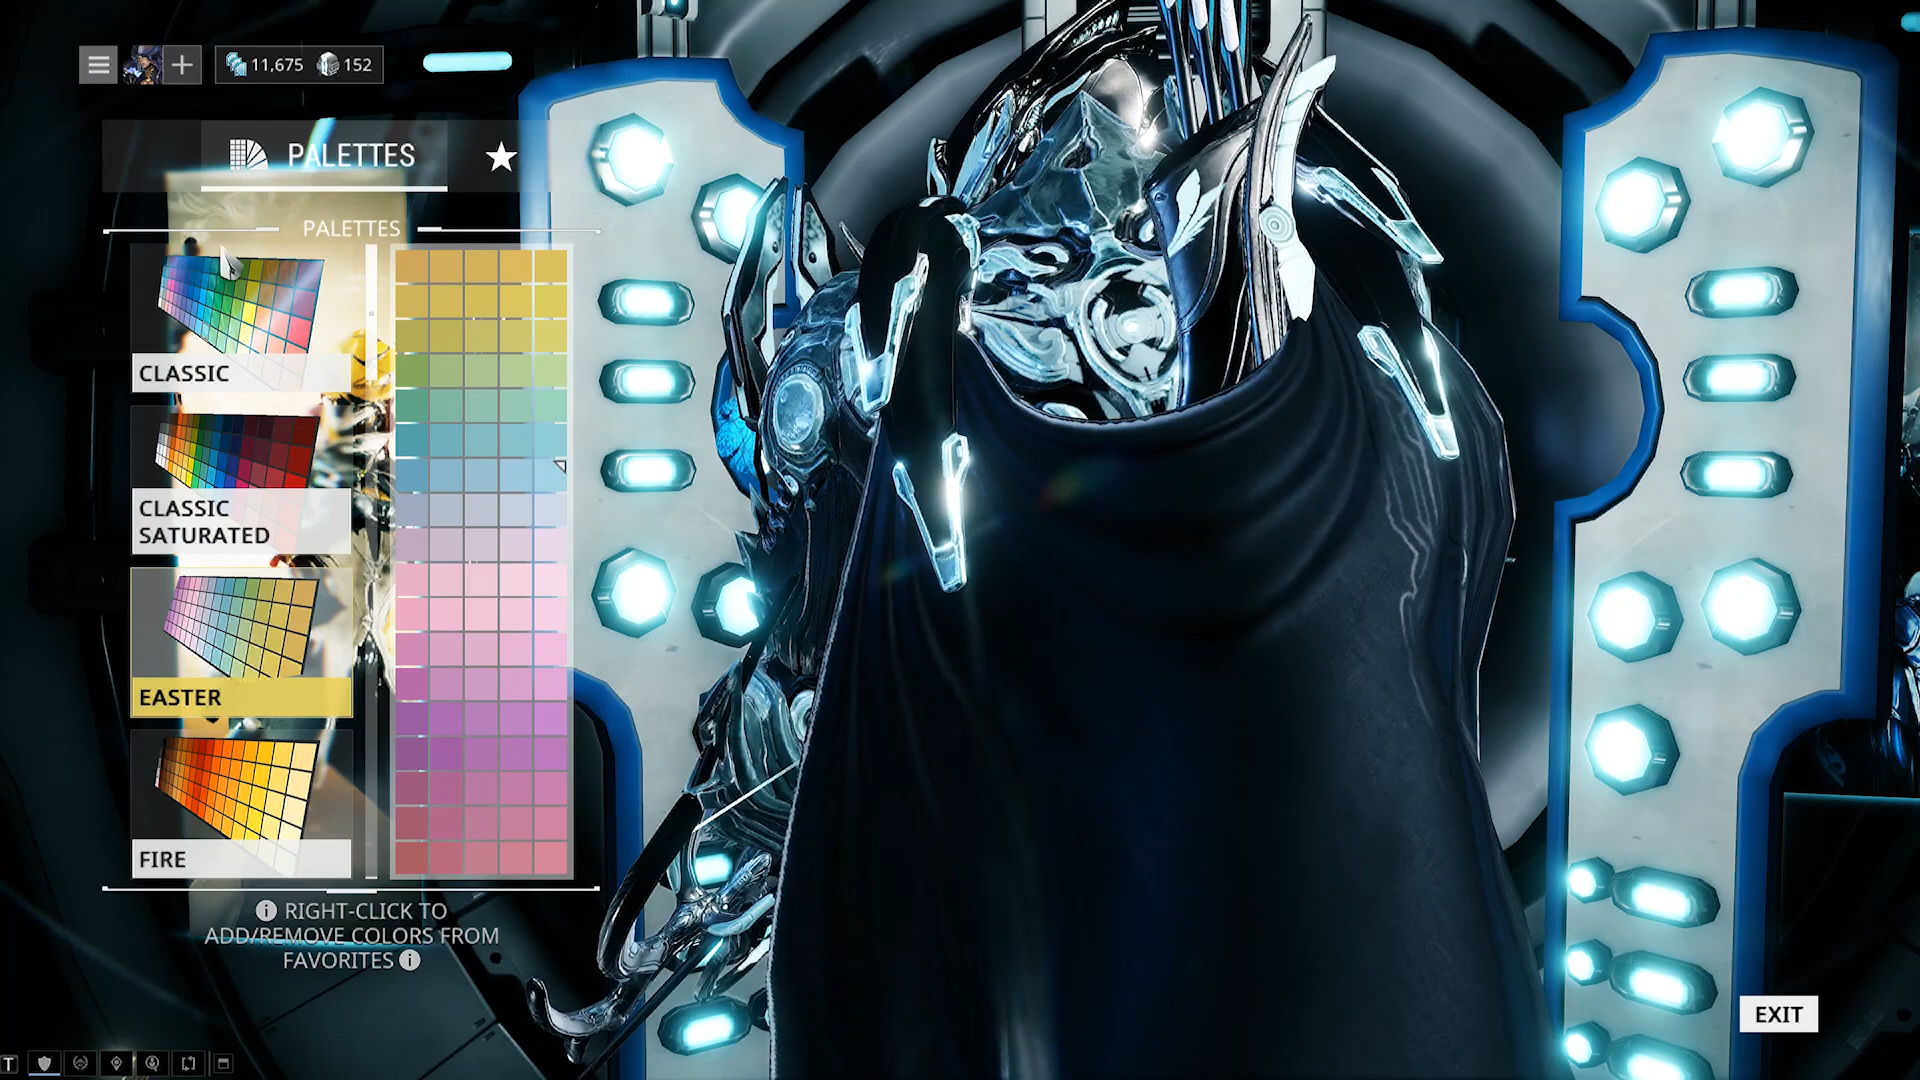 11,675 152
PALETTES
PALETTES
CLASSIC
CLASSIC
SATURATED
EASTER
FIRE
RIGHT-CLICK TO
ADD/REMOVE COLORS FROM
FAVORITES
EXIT
T